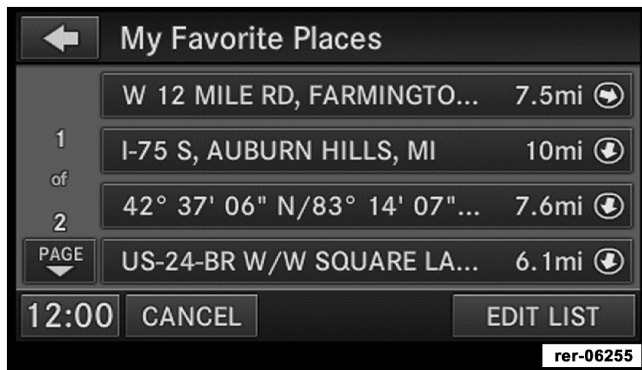 My Favorite Places
W 12 MILE RD, FARMINGTO... 7.5mi
1
of
2
I-75 S, AUBURN HILLS, MI 10mi
42° 37' 06" N/83° 14' 07"... 7.6mi
PAGE
US-24-BR W/W SQUARE LA... 6.1mi
12:00 CANCEL EDIT LIST
rer-06255